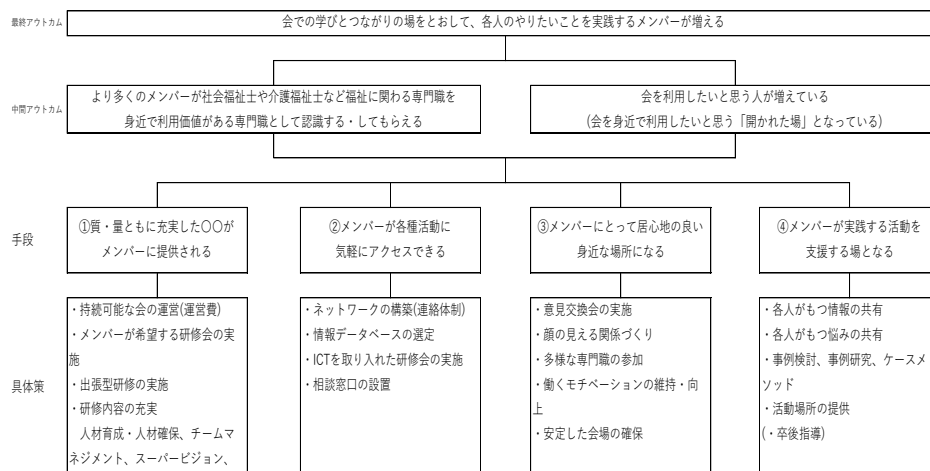 最終アウトカム
会での学びとつながりの場をとおして、各人のやりたいことを実践するメンバーが増える
中間アウトカム
より多くのメンバーが社会福祉士や介護福祉士など福祉に関わる専門職を
身近で利用価値がある専門職として認識する・してもらえる
会を利用したいと思う人が増えている
(会を身近で利用したいと思う「開かれた場」となっている)
手段
①質・量ともに充実した〇〇が
メンバーに提供される
②メンバーが各種活動に
気軽にアクセスできる
③メンバーにとって居心地の良い
身近な場所になる
④メンバーが実践する活動を
支援する場となる
具体策
・持続可能な会の運営(運営費)
・メンバーが希望する研修会の実
施
・出張型研修の実施
・研修内容の充実
人材育成・人材確保、チームマ
ネジメント、スーパービジョン、
・ネットワークの構築(連絡体制)
・情報データベースの選定
・ICTを取り入れた研修会の実施
・相談窓口の設置
・意見交換会の実施
・顔の見える関係づくり
・多様な専門職の参加
・働くモチベーションの維持・向
上
・安定した会場の確保
・各人がもつ情報の共有
・各人がもつ悩みの共有
・事例検討、事例研究、ケースメ
ソッド
・活動場所の提供
(・卒後指導)